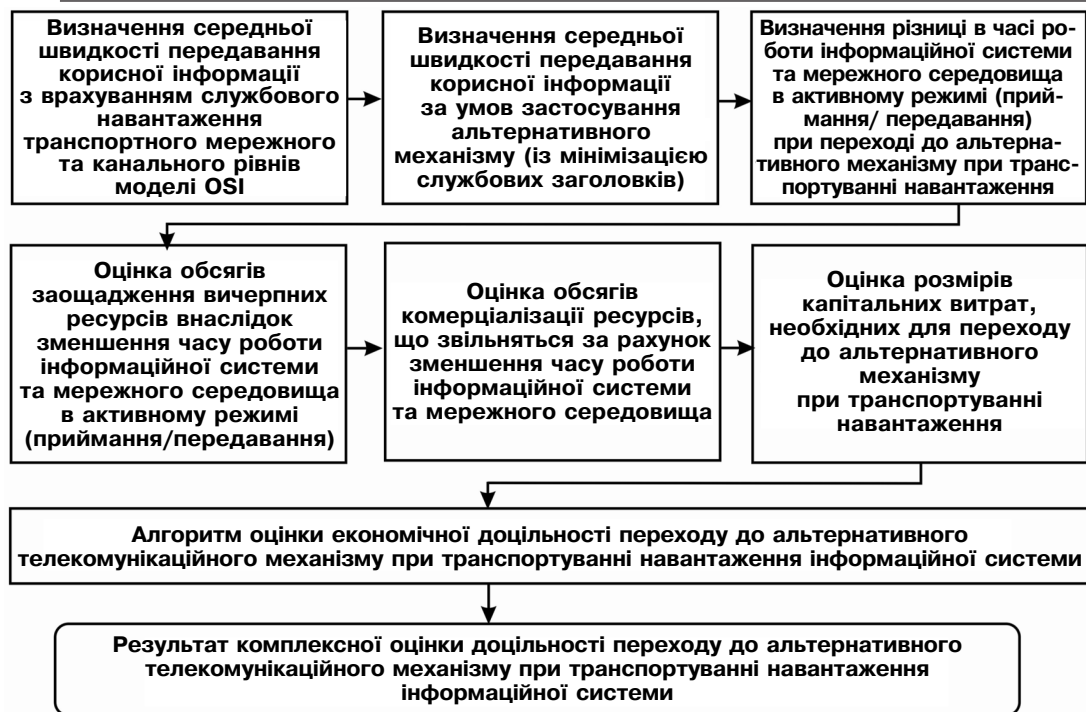 Визначення середньої
швидкості передавання
корисної інформації
з врахуванням службового
навантаження
транспортного мережного
та канального рівнів
моделі OSI
Визначення середньої
швидкості передавання
корисної інформації
за умов застосування
альтернативного
механізму (із мінімізацією
службових заголовків)
Визначення різниці в часі ро-
боти інформаційної системи
та мережного середовища
в активному режимі (прий-
мання/ передавання)
при переході до альтерна-
тивного механізму при транс-
портуванні навантаження
Оцінка обсягів
заощадження вичерпних
ресурсів внаслідок
зменшення часу роботи
інформаційної системи
та мережного середовища
в активному режимі
(приймання/передавання)
Оцінка обсягів
комерціалізації ресурсів,
що звільняться за рахунок
зменшення часу роботи
інформаційної системи
та мережного середовища
Оцінка розмірів
капітальних витрат,
необхідних для переходу
до альтернативного
механізму
при транспортуванні
навантаження
Алгоритм оцінки економічної доцільності переходу до альтернативного
телекомунікаційного механізму при транспортуванні навантаження інформаційної системи
Результат комплексної оцінки доцільності переходу до альтернативного
телекомунікаційного механізму при транспортуванні навантаження
інформаційної системи